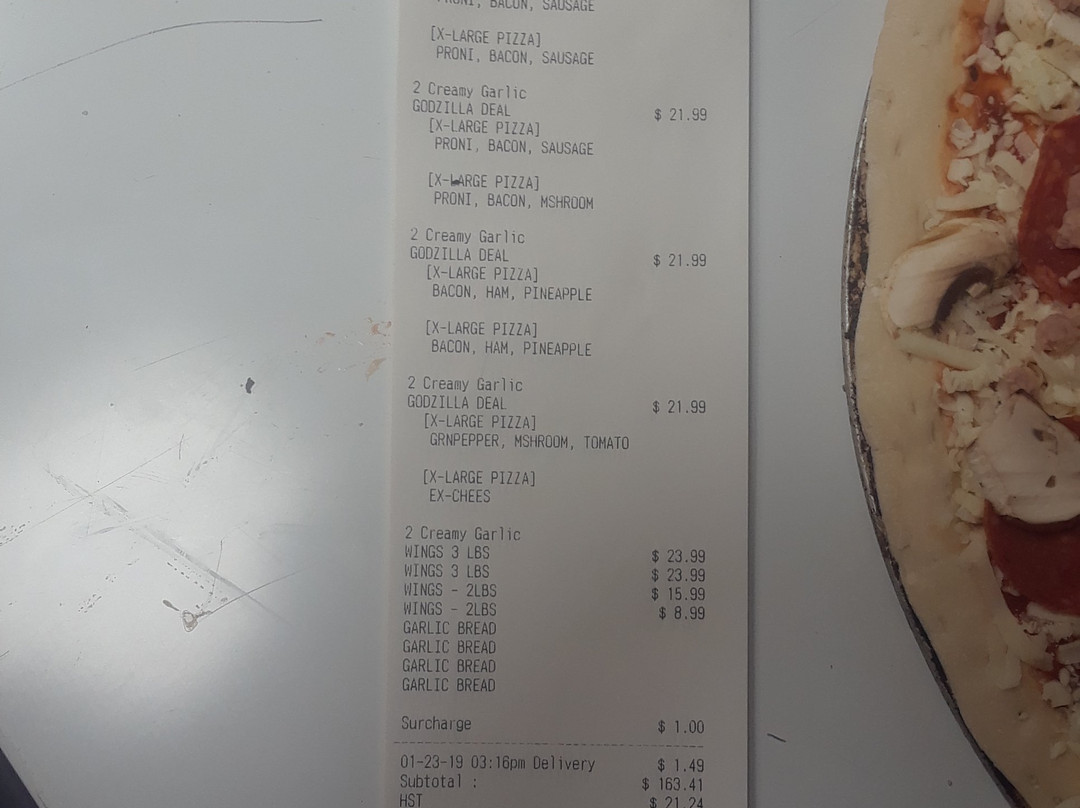 PRONI, BACON, SAUSAGE
[X-LARGE PIZZA]
PRONI, BACON, SAUSAGE
2 Creamy Garlic
GODZILLA DEAL $ 21.99
[X-LARGE PIZZA]
PRONI, BACON, SAUSAGE
[X-LARGE PIZZA]
PRONI, BACON, MSHROOM
2 Creamy Garlic
GODZILLA DEAL $ 21.99
[X-LARGE PIZZA]
BACON, HAM, PINEAPPLE
[X-LARGE PIZZA]
BACON, HAM, PINEAPPLE
2 Creamy Garlic
GODZILLA DEAL $ 21.99
[X-LARGE PIZZA]
GRNPEPPER, MSHROOM, TOMATO
[X-LARGE PIZZA]
EX-CHEES
2 Creamy Garlic
WINGS 3 LBS $ 23.99
WINGS 3 LBS $ 23.99
WINGS - 2LBS $ 15.99
WINGS - 2LBS $ 8.99
GARLIC BREAD
GARLIC BREAD
GARLIC BREAD
GARLIC BREAD
Surcharge $ 1.00
01-23-19 03:16pm Delivery $ 1.49
Subtotal : $ 163.41
HST $ 21.24